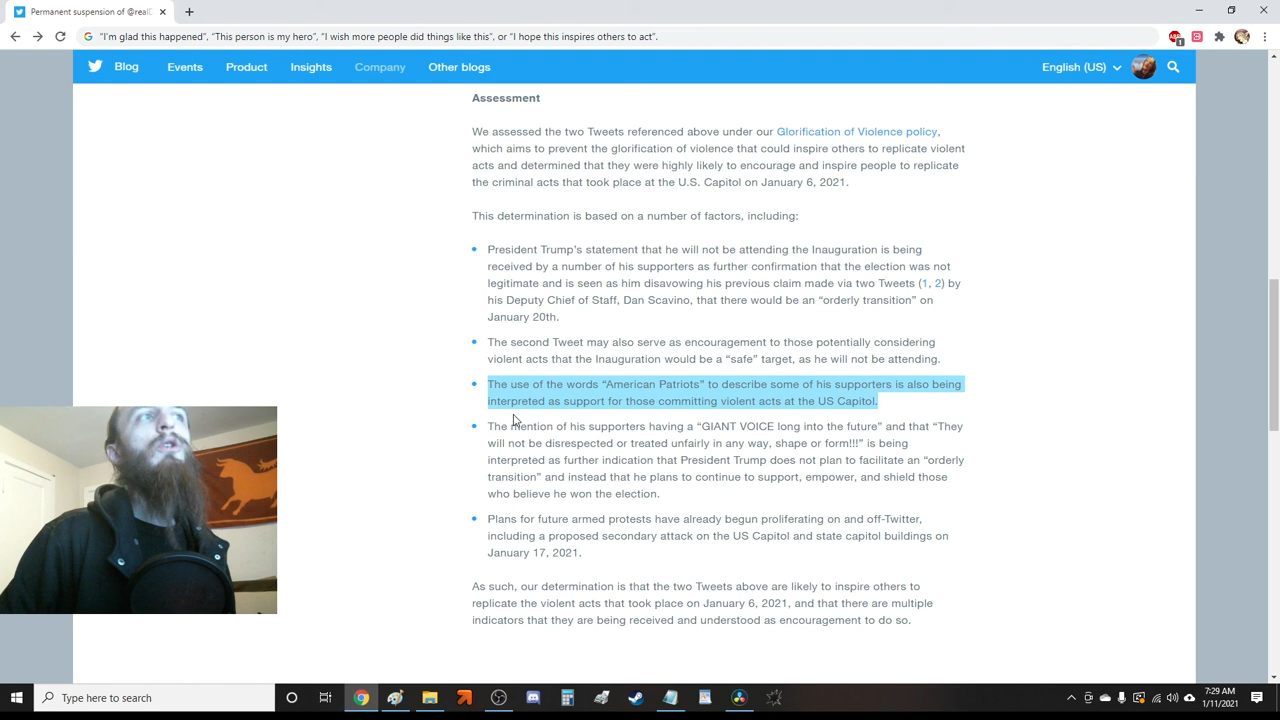 Permanent suspension of @real
"I'm glad this happened", "This person is my hero", "I wish more people did things like this", or "I hope this inspires others to act".
Blog Events Product Insights Company Other blogs English (US)
Assessment
We assessed the two Tweets referenced above under our Glorification of Violence policy,
which aims to prevent the glorification of violence that could inspire others to replicate violent
acts and determined that they were highly likely to encourage and inspire people to replicate
the criminal acts that took place at the U.S. Capitol on January 6, 2021.
This determination is based on a number of factors, including:
President Trump's statement that he will not be attending the Inauguration is being
received by a number of his supporters as further confirmation that the election was not
legitimate and is seen as him disavowing his previous claim made via two Tweets (1, 2) by
his Deputy Chief of Staff, Dan Scavino, that there would be an "orderly transition" on
January 20th.
The second Tweet may also serve as encouragement to those potentially considering
violent acts that the Inauguration would be a "safe" target, as he will not be attending.
The use of the words "American Patriots" to describe some of his supporters is also being
interpreted as support for those committing violent acts at the US Capitol.
The mention of his supporters having a "GIANT VOICE long into the future" and that "They
will not be disrespected or treated unfairly in any way, shape or form!!!" is being
interpreted as further indication that President Trump does not plan to facilitate an "orderly
transition" and instead that he plans to continue to support, empower, and shield those
who believe he won the election.
Plans for future armed protests have already begun proliferating on and off-Twitter,
including a proposed secondary attack on the US Capitol and state capitol buildings on
January 17, 2021.
As such, our determination is that the two Tweets above are likely to inspire others to
replicate the violent acts that took place on January 6, 2021, and that there are multiple
indicators that they are being received and understood as encouragement to do so.
Type here to search
7:29 AM
1/11/2021